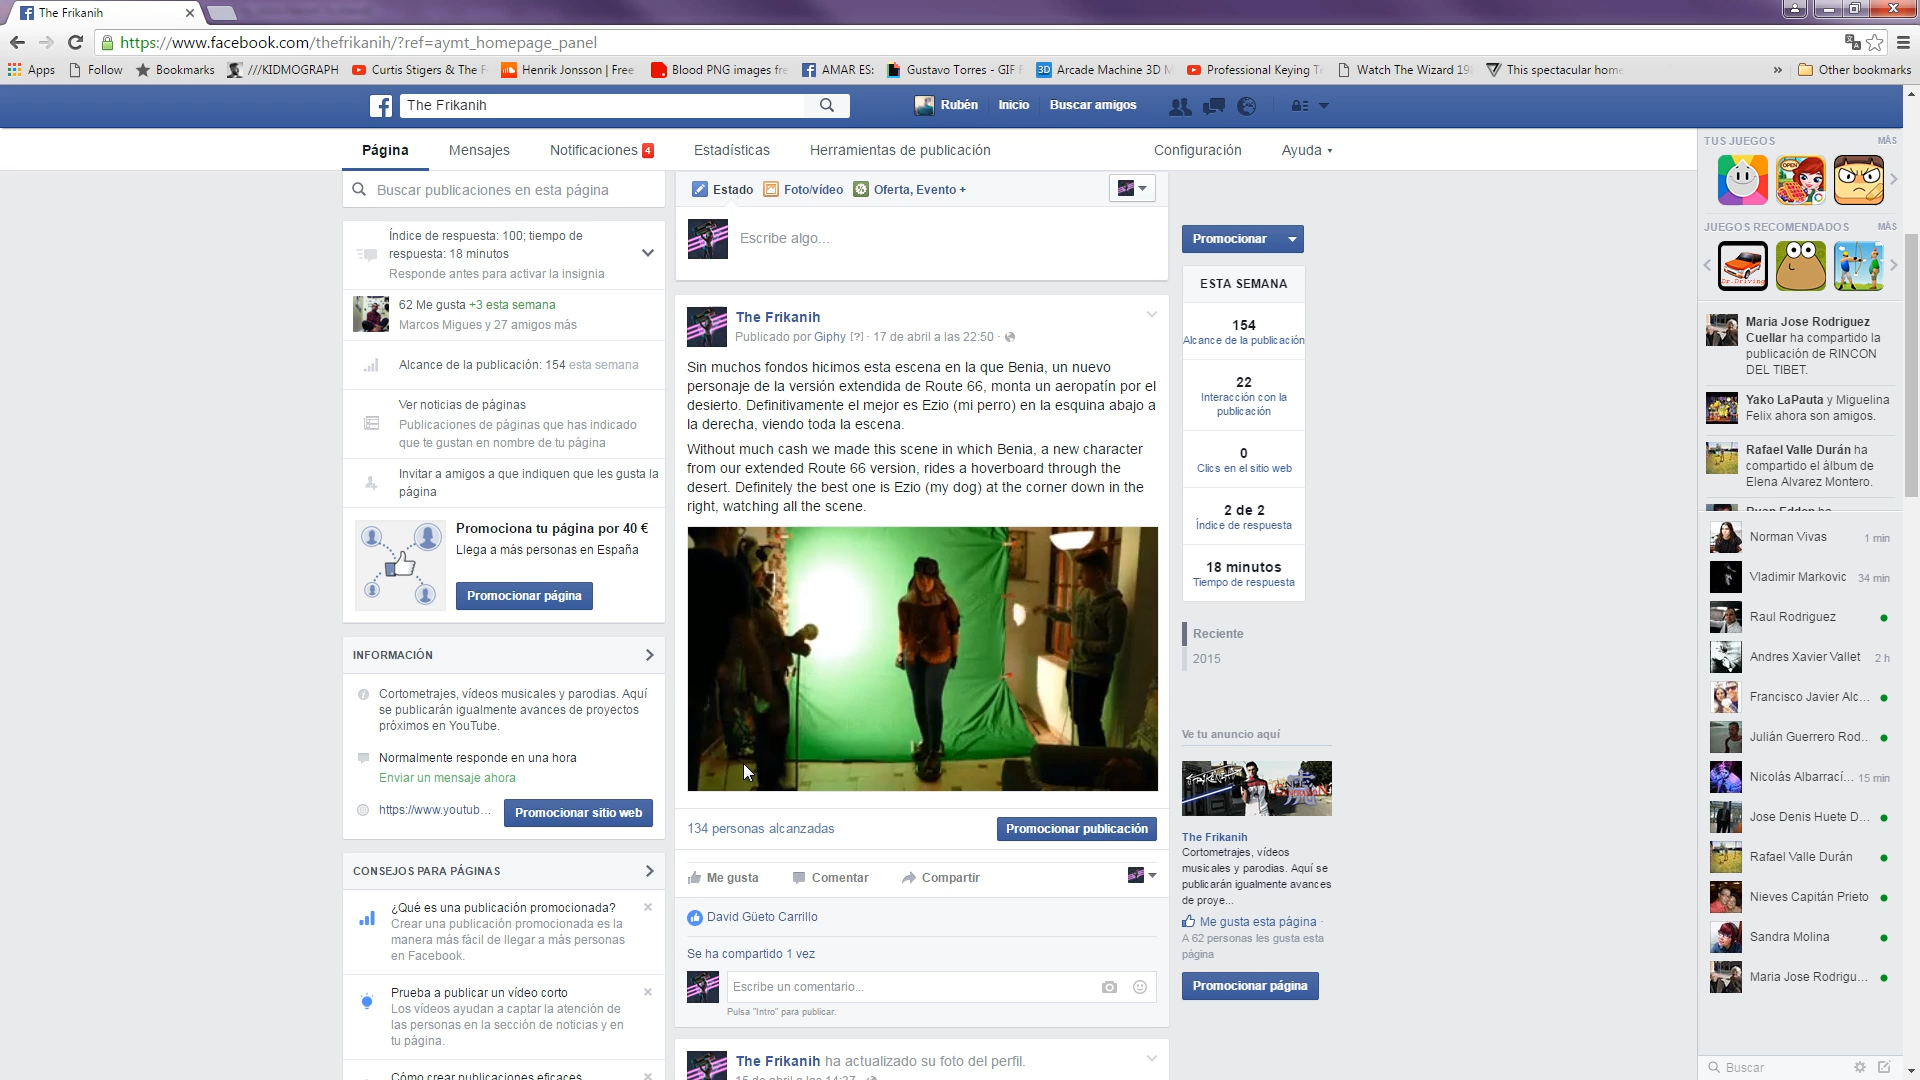 The Frikanih
https://www.facebook.com/thefrikanih/?ref=aymt_homepage_panel
Apps
Follow
Bookmarks
///KIDMOGRAPH
Curtis Stigers & The F
Henrik Jonsson | Free
Blood PNG images fre
AMAR ES:
Gustavo Torres - GIF F
Arcade Machine 3D M
Professional Keying T
Watch The Wizard 198
This spectacular home
»
Other bookmarks
The Frikanih
Rubén
Inicio
Buscar amigos
Página
Mensajes
Notificaciones 4
Estadísticas
Herramientas de publicación
Configuración
Ayuda
Buscar publicaciones en esta página
Índice de respuesta: 100; tiempo de
respuesta: 18 minutos
Responde antes para activar la insignia
62 Me gusta +3 esta semana
Marcos Migues y 27 amigos más
Alcance de la publicación: 154 esta semana
Ver noticias de páginas
Publicaciones de páginas que has indicado
que te gustan en nombre de tu página
Invitar a amigos a que indiquen que les gusta la
página
Promociona tu página por 40 €
Llega a más personas en España
Promocionar página
INFORMACIÓN
Cortometrajes, vídeos musicales y parodias. Aquí
se publicarán igualmente avances de proyectos
próximos en YouTube.
Normalmente responde en una hora
Enviar un mensaje ahora
https://www.youtub...
Promocionar sitio web
CONSEJOS PARA PÁGINAS
¿Qué es una publicación promocionada?
Crear una publicación promocionada es la
manera más fácil de llegar a más personas
en Facebook.
Prueba a publicar un vídeo corto
Los vídeos ayudan a captar la atención de
las personas en la sección de noticias y en
tu página.
Cómo crear publicaciones eficaces
Estado
Foto/vídeo
Oferta, Evento +
Escribe algo...
The Frikanih
Publicado por Giphy [?] · 17 de abril a las 22:50 ·
Sin muchos fondos hicimos esta escena en la que Benia, un nuevo
personaje de la versión extendida de Route 66, monta un aeropatín por el
desierto. Definitivamente el mejor es Ezio (mi perro) en la esquina abajo a
la derecha, viendo toda la escena.
Without much cash we made this scene in which Benia, a new character
from our extended Route 66 version, rides a hoverboard through the
desert. Definitely the best one is Ezio (my dog) at the corner down in the
right, watching all the scene.
134 personas alcanzadas
Promocionar publicación
Me gusta
Comentar
Compartir
David Güeto Carrillo
Se ha compartido 1 vez
Escribe un comentario...
Pulsa "Intro" para publicar.
The Frikanih ha actualizado su foto del perfil.
15 de abril a las 14:37 ·
Promocionar
ESTA SEMANA
154
Alcance de la publicación
22
Interacción con la
publicación
0
Clics en el sitio web
2 de 2
Índice de respuesta
18 minutos
Tiempo de respuesta
Reciente
2015
Ve tu anuncio aquí
The Frikanih
Cortometrajes, vídeos
musicales y parodias. Aquí se
publicarán igualmente avances
de proye...
Me gusta esta página ·
A 62 personas les gusta esta
página
Promocionar página
TUS JUEGOS
MÁS
OPEN
JUEGOS RECOMENDADOS
MÁS
Dr.Driving
Maria Jose Rodriguez
Cuellar ha compartido la
publicación de RINCON
DEL TIBET.
Yako LaPauta y Miguelina
Felix ahora son amigos.
Rafael Valle Durán ha
compartido el álbum de
Elena Alvarez Montero.
Norman Vivas 1 min
Vladimir Markovic 34 min
Raul Rodriguez
Andres Xavier Vallet 2 h
Francisco Javier Alc...
Julián Guerrero Rod...
Nicolás Albarrací... 15 min
Jose Denis Huete D...
Rafael Valle Durán
Nieves Capitán Prieto
Sandra Molina
Maria Jose Rodrigu...
Buscar